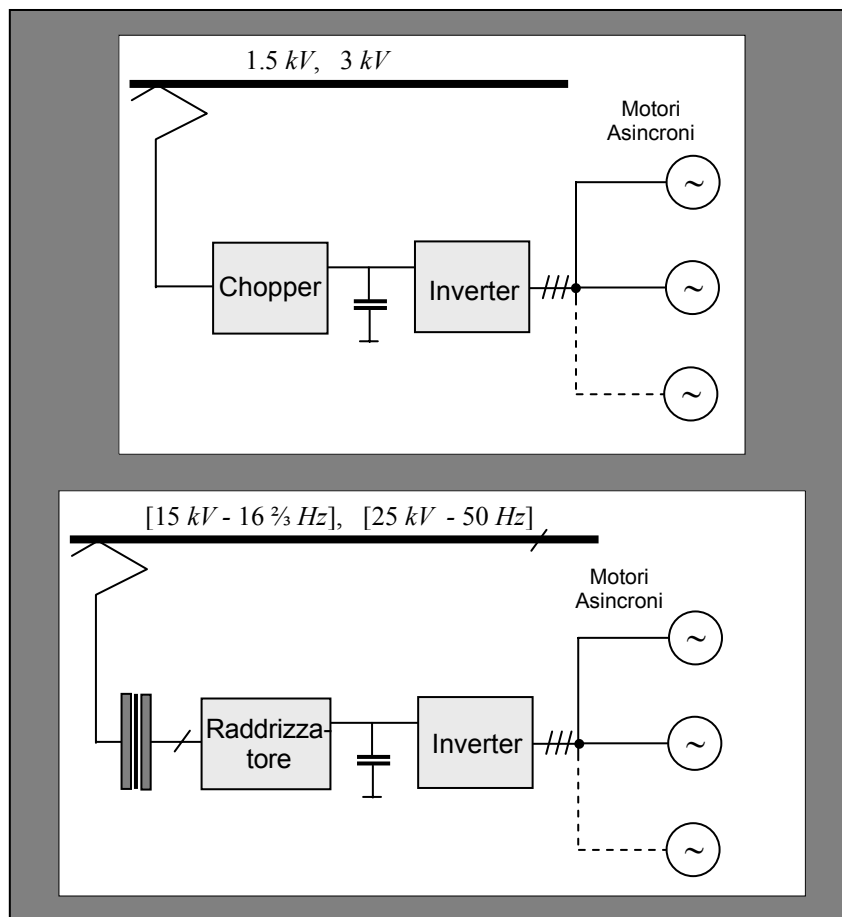 1.5 kV, 3 kV
Motori
Asincroni
~
Chopper
Inverter
~
~
[15 kV - 16 ⅔ Hz], [25 kV - 50 Hz]
Motori
Asincroni
~
Raddrizza-
tore
Inverter
~
~